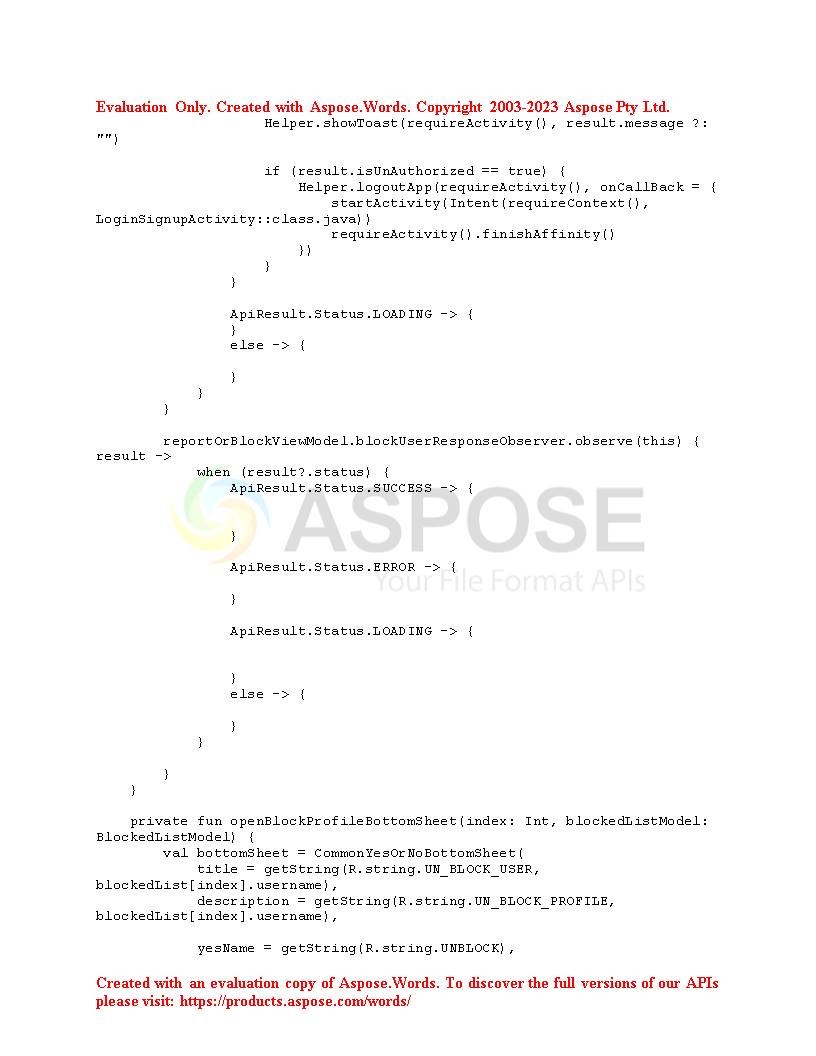 Evaluation Only. Created with Aspose.Words. Copyright 2003-2023 Aspose Pty Ltd.
Helper.showToast(requireActivity(), result.message ?:
"")
if (result.isUnAuthorized == true) {
Helper.logoutApp(requireActivity(), onCallBack = {
startActivity(Intent(requireContext(),
LoginSignupActivity::class.java))
requireActivity().finishAffinity()
})
}
}
ApiResult.Status.LOADING -> {
}
else -> {
}
}
}
reportOrBlockViewModel.blockUserResponseObserver.observe(this) {
result ->
when (result?.status) {
ApiResult.Status.SUCCESS -> {
ASPOSE
}
ApiResult.Status.ERROR -> {
Your File Format APIs
}
ApiResult.Status.LOADING -> {
}
else -> {
}
}
}
}
private fun openBlockProfileBottomSheet(index: Int, blockedListModel:
BlockedListModel) {
val bottomSheet = CommonYesOrNoBottomSheet(
title = getString(R.string.UN_BLOCK_USER,
blockedList[index].username),
description = getString(R.string.UN_BLOCK_PROFILE,
blockedList[index].username),
yesName = getString(R.string.UNBLOCK),
Created with an evaluation copy of Aspose.Words. To discover the full versions of our APIs
please visit: https://products.aspose.com/words/